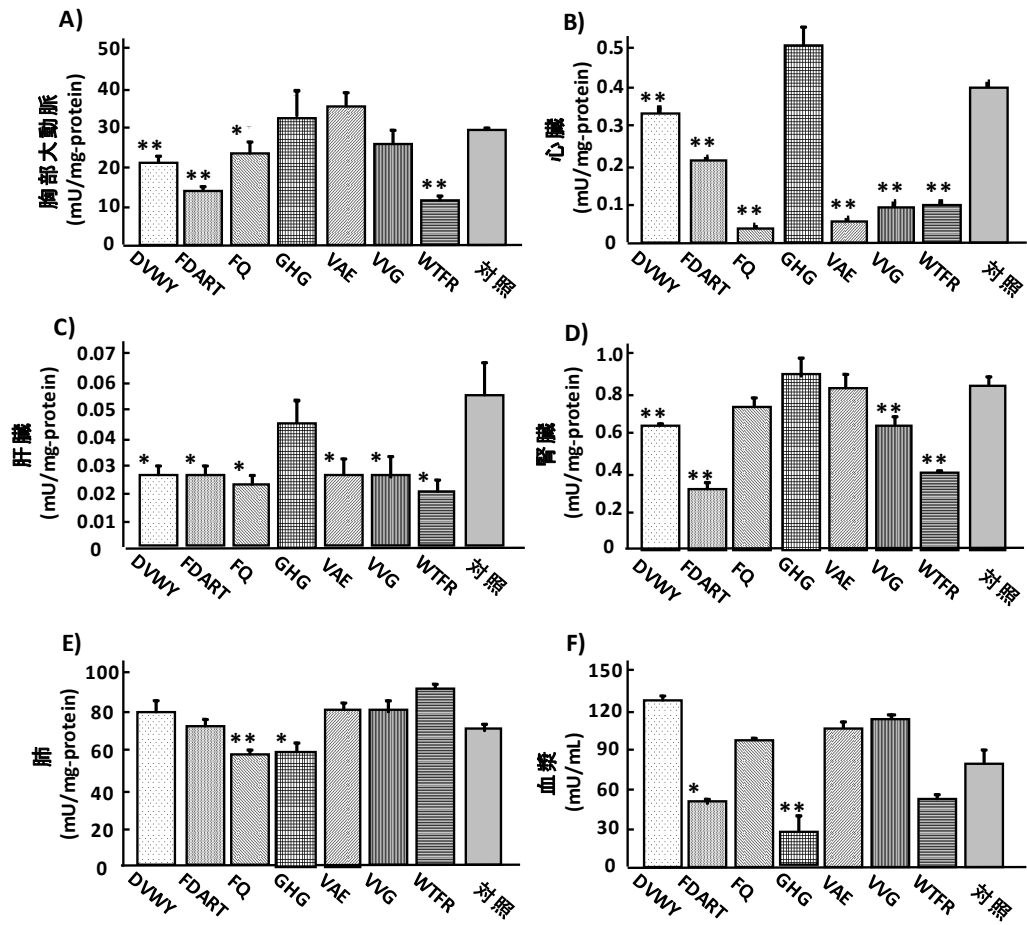 A)
50
40
30
20
10
0
胸部大動脈
(mU/mg-protein)
** ** * **
DVWY FDART FQ GHG VAE VVG WTFR 対照
B)
0.5
0.4
0.3
0.2
0.1
0
心臓
(mU/mg-protein)
** ** ** ** ** **
DVWY FDART FQ GHG VAE VVG WTFR 対照
C)
0.07
0.06
0.05
0.04
0.03
0.02
0.01
0
肝臓
(mU/mg-protein)
* * * * * *
DVWY FDART FQ GHG VAE VVG WTFR 対照
D)
1.0
0.8
0.6
0.4
0.2
0
腎臓
(mU/mg-protein)
** ** ** **
DVWY FDART FQ GHG VAE VVG WTFR 対照
E)
100
80
60
40
20
0
肺
(mU/mg-protein)
** *
DVWY FDART FQ GHG VAE VVG WTFR 対照
F)
150
120
90
60
30
0
血漿
(mU/mL)
* **
DVWY FDART FQ GHG VAE VVG WTFR 対照